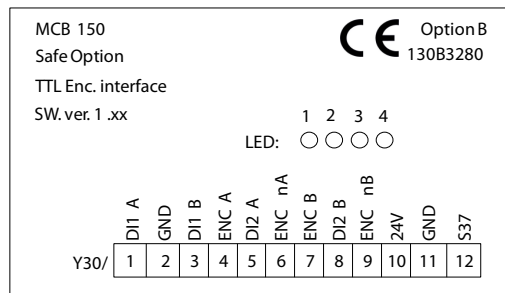 MCB 150
Safe Option
TTL Enc. interface
SW. ver. 1 .xx
CE
Option B
130B3280
1 2 3 4
LED:
DI1 A
GND
DI1 B
ENC A
DI2 A
ENC nA
ENC B
DI2 B
ENC nB
24V
GND
S37
Y30/ 1 2 3 4 5 6 7 8 9 10 11 12